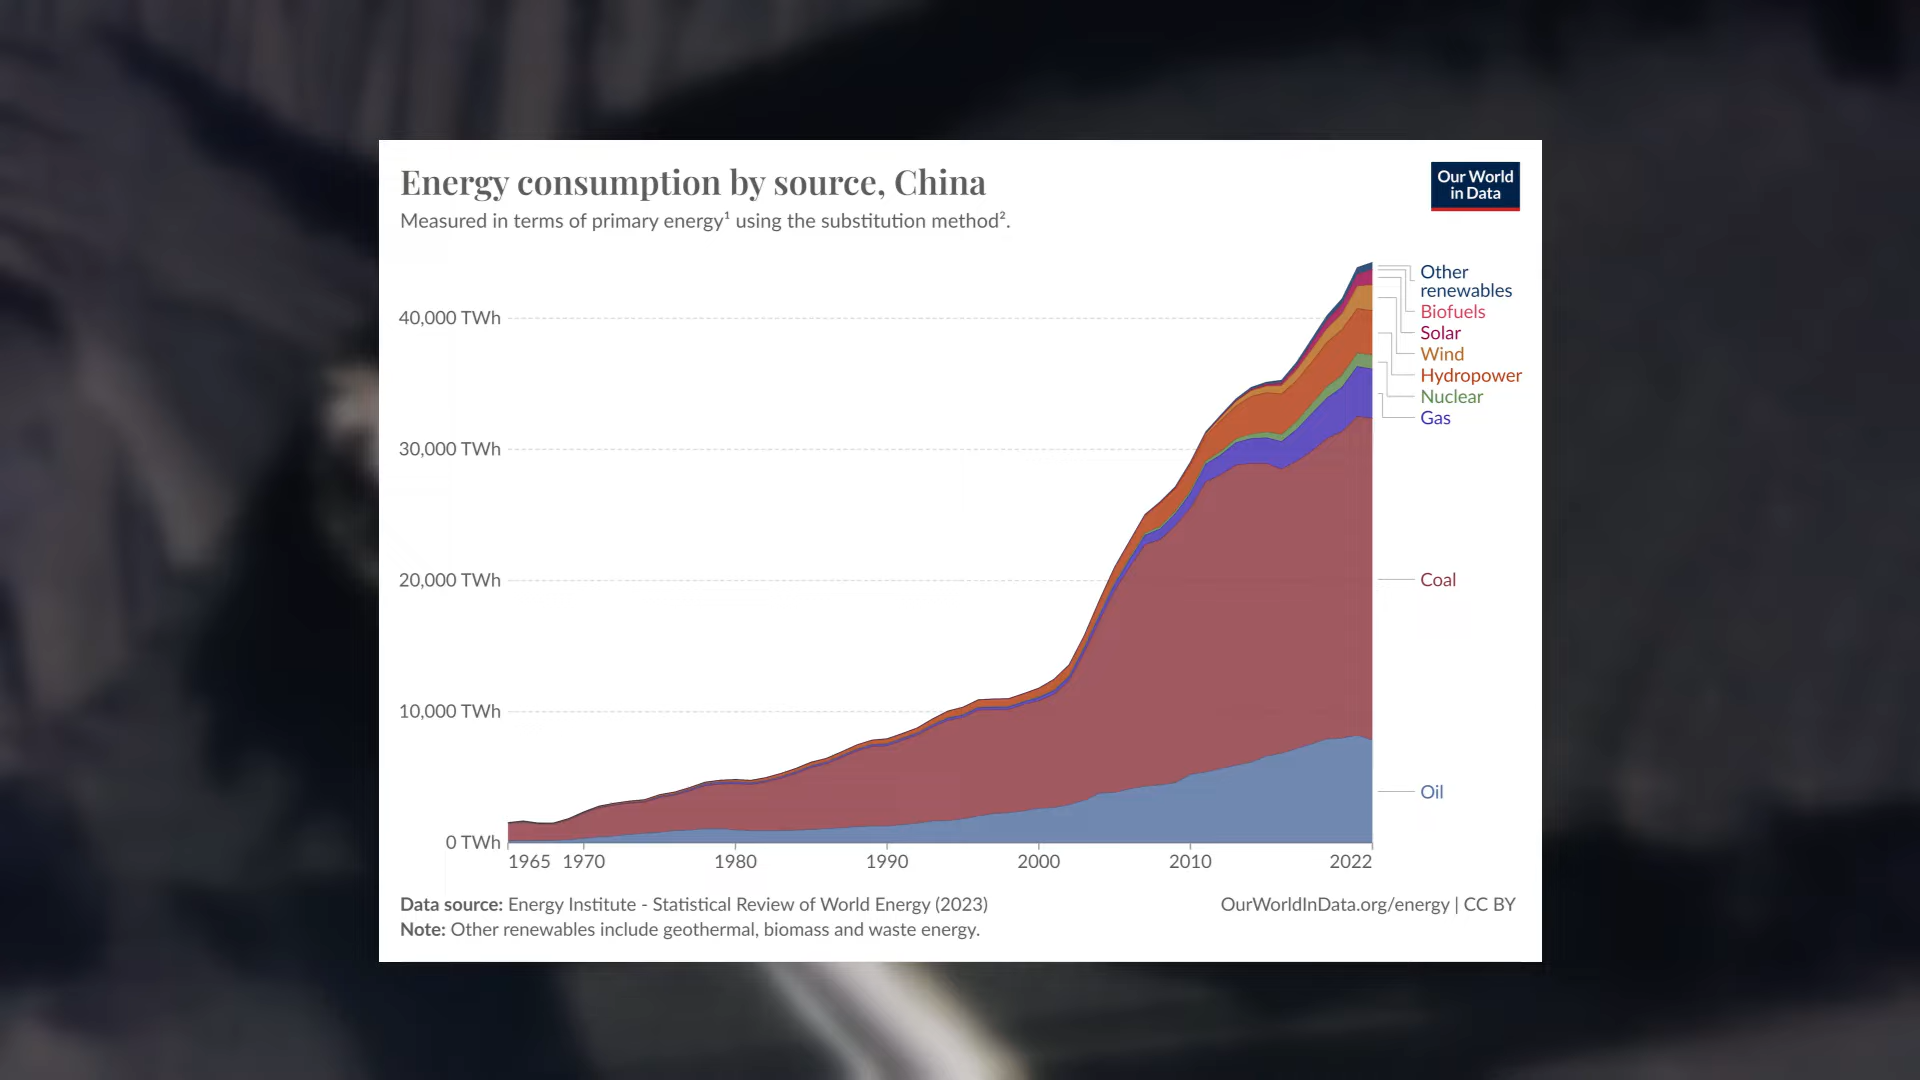 Energy consumption by source, China
Measured in terms of primary energy¹ using the substitution method².
Our World
in Data
40,000 TWh
30,000 TWh
20,000 TWh
10,000 TWh
0 TWh
Other
renewables
Biofuels
Solar
Wind
Hydropower
Nuclear
Gas
Coal
Oil
1965 1970 1980 1990 2000 2010 2022
Data source: Energy Institute - Statistical Review of World Energy (2023)
OurWorldInData.org/energy | CC BY
Note: Other renewables include geothermal, biomass and waste energy.